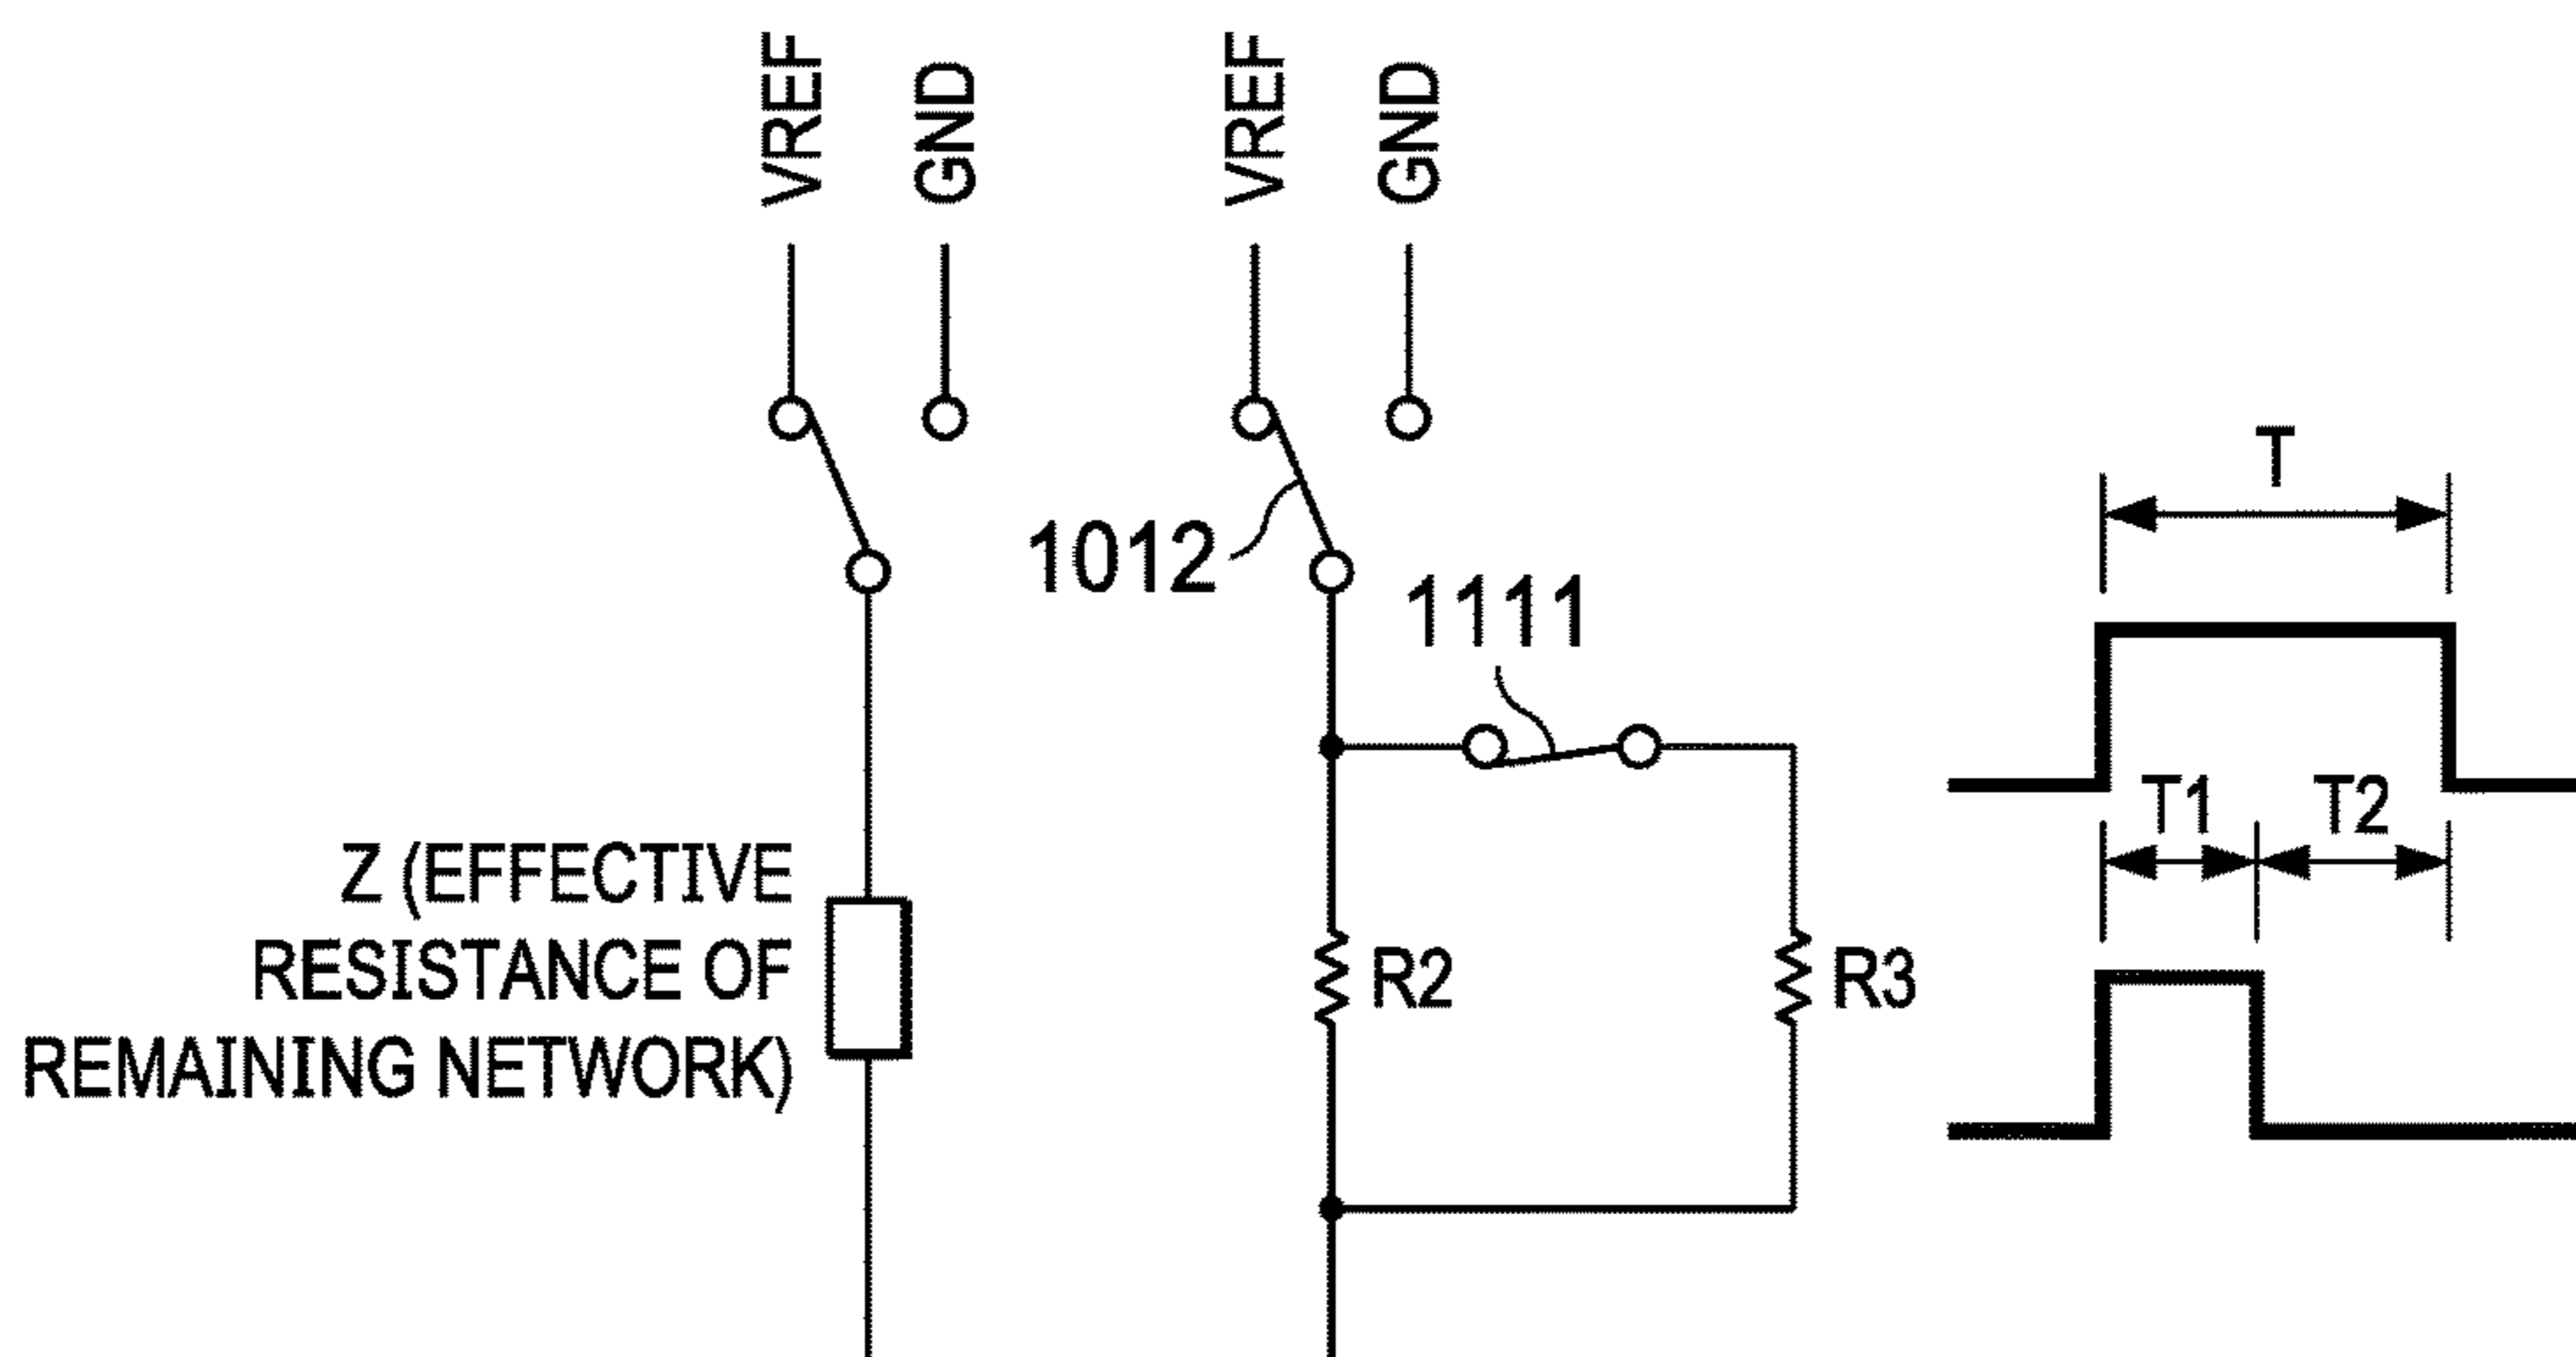 VREF
GND
VREF
GND
T
1012
1111
T1
T2
Z (EFFECTIVE
RESISTANCE OF
REMAINING NETWORK)
R2
R3